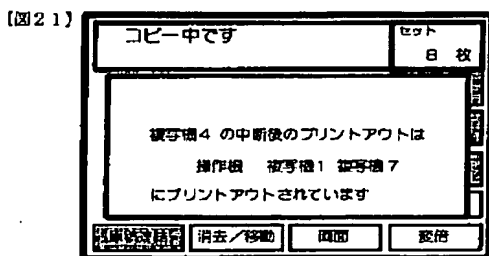 【図21】
コピー中です
セット
8 枚
複写機4 の中断後のプリントアウトは
操作機 複写機1 複写機7
にプリントアウトされています
消去/移動 画面 変倍